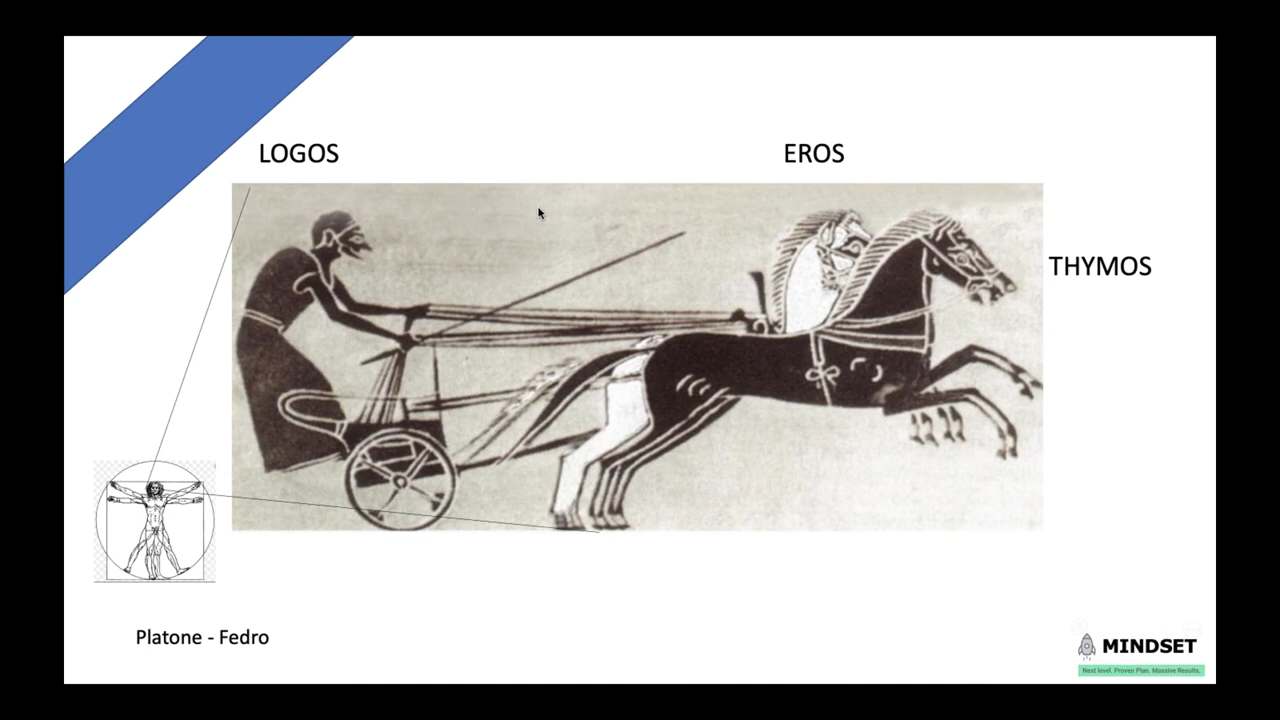 LOGOS
EROS
THYMOS
Platone - Fedro
MINDSET
Next level. Proven Plan. Massive Results.